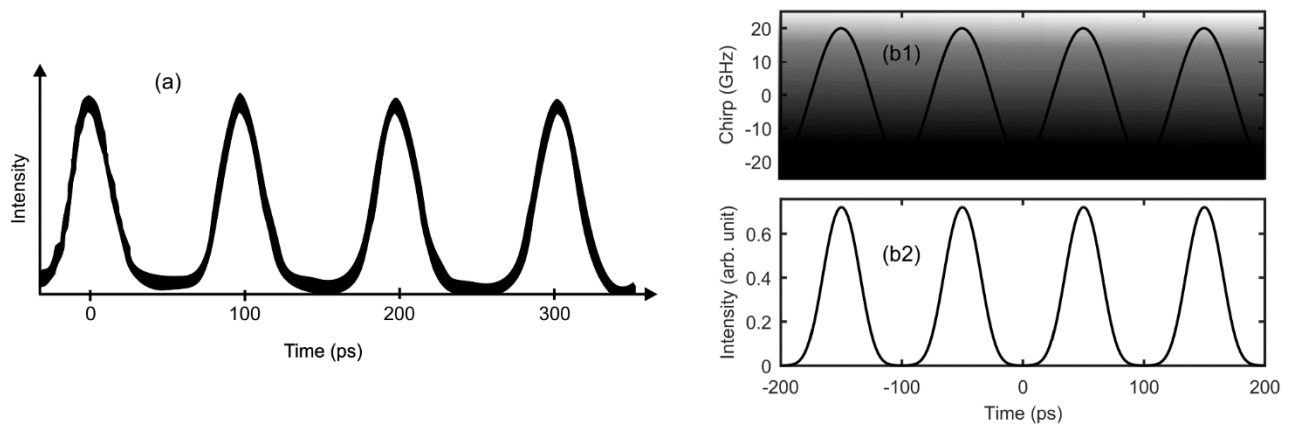 (a)
Intensity
0 100 200 300
Time (ps)
(b1)
Chirp (GHz)
20
10
0
-10
-20
(b2)
Intensity (arb. unit)
0.6
0.4
0.2
0
-200 -100 0 100 200
Time (ps)